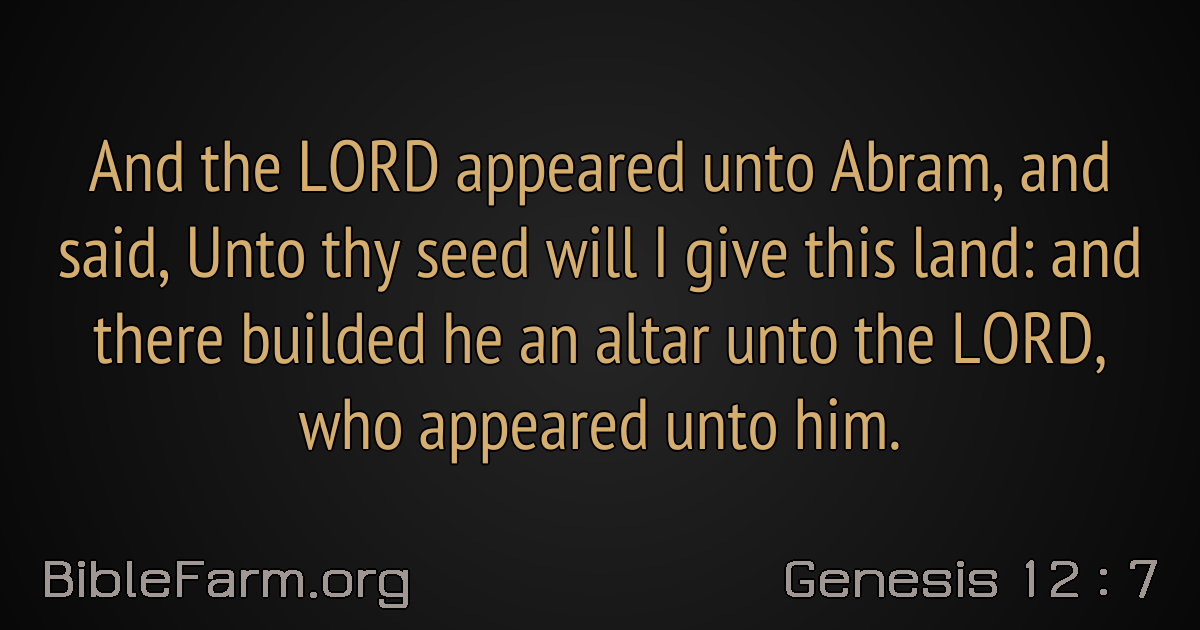 And the LORD appeared unto Abram, and
said, Unto thy seed will I give this land: and
there builded he an altar unto the LORD,
who appeared unto him.
BibleFarm.org
Genesis 12 : 7